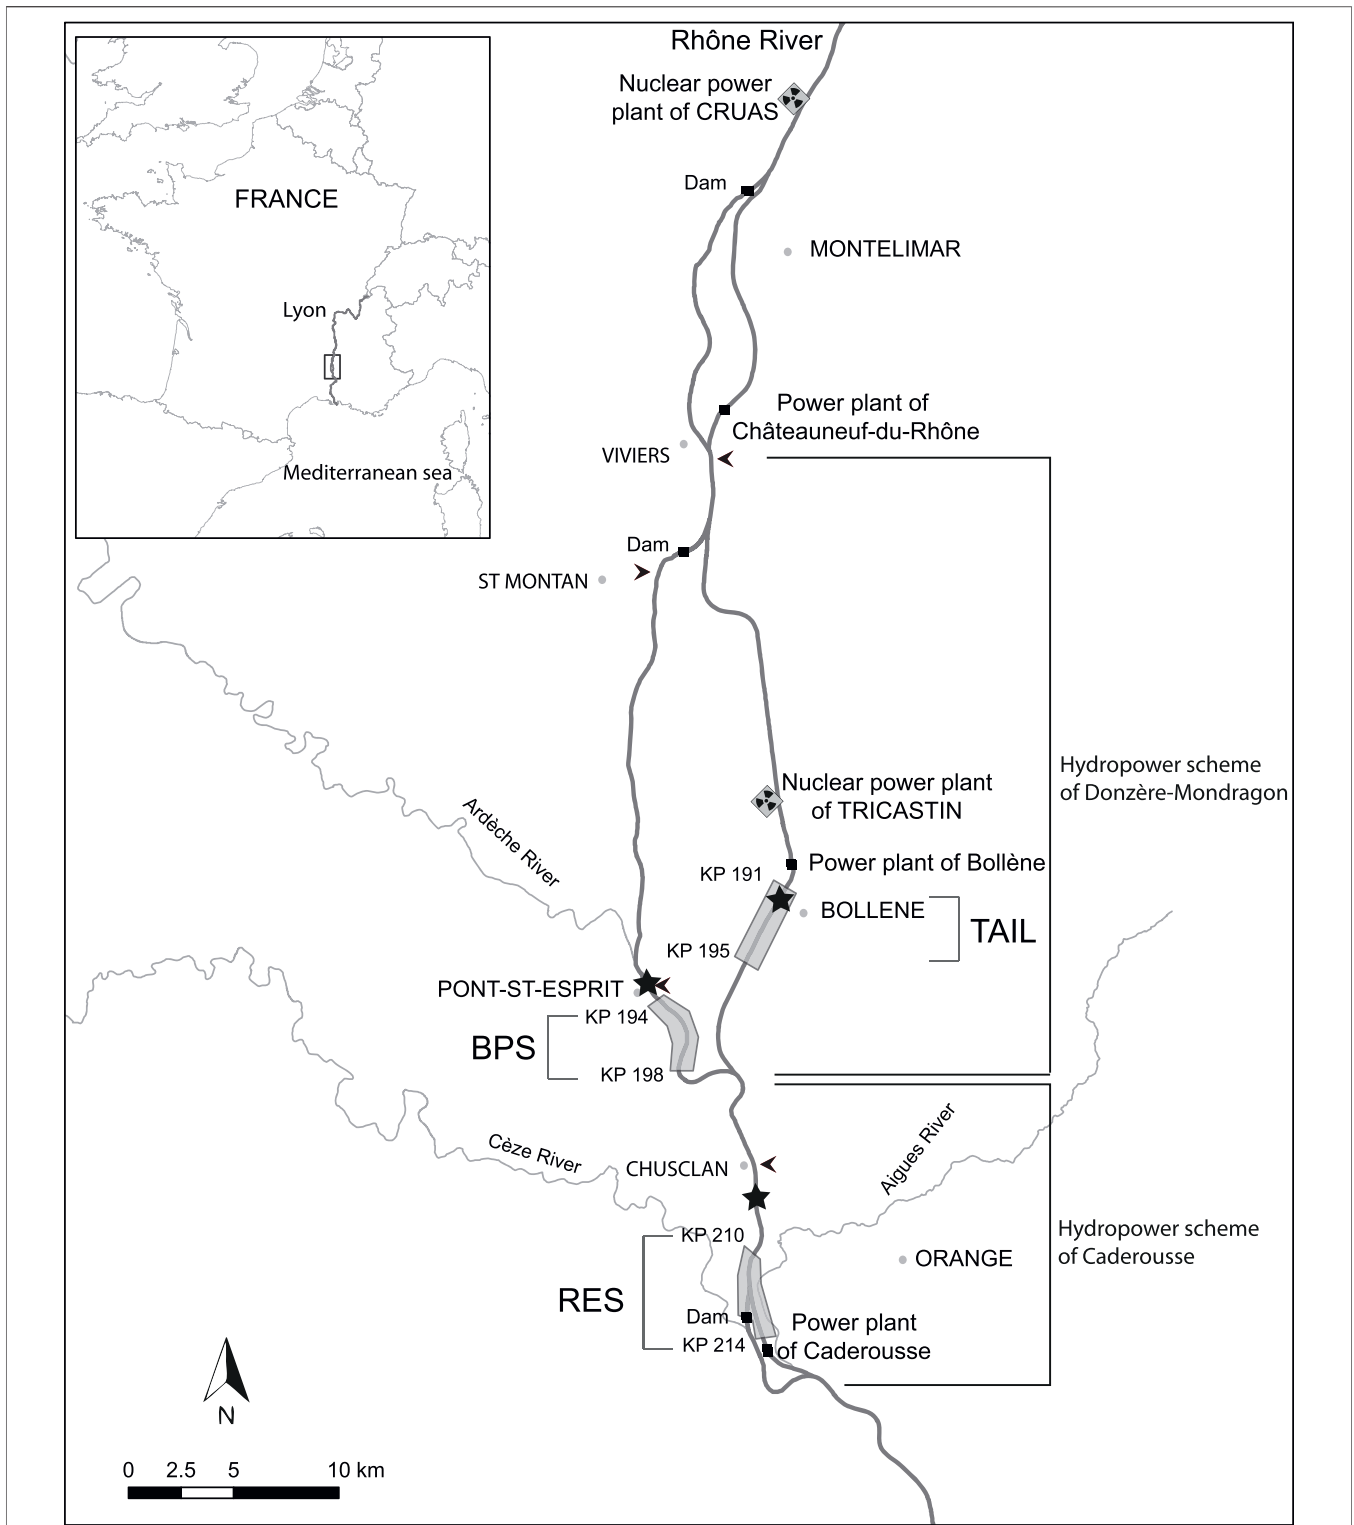 Rhône River
Nuclear power
plant of CRUAS
Dam
FRANCE
MONTELIMAR
Lyon
Power plant of
Châteauneuf-du-Rhône
VIVIERS
Mediterranean sea
Dam
ST MONTAN
Hydropower scheme
of Donzère-Mondragon
Nuclear power plant
of TRICASTIN
Ardèche River
Power plant of Bollène
KP 191
BOLLENE
TAIL
KP 195
PONT-ST-ESPRIT
KP 194
BPS
KP 198
Aigues River
Cèze River
CHUSCLAN
KP 210
Hydropower scheme
of Caderousse
ORANGE
RES
Dam
Power plant
of Caderousse
KP 214
N
0 2.5 5 10 km